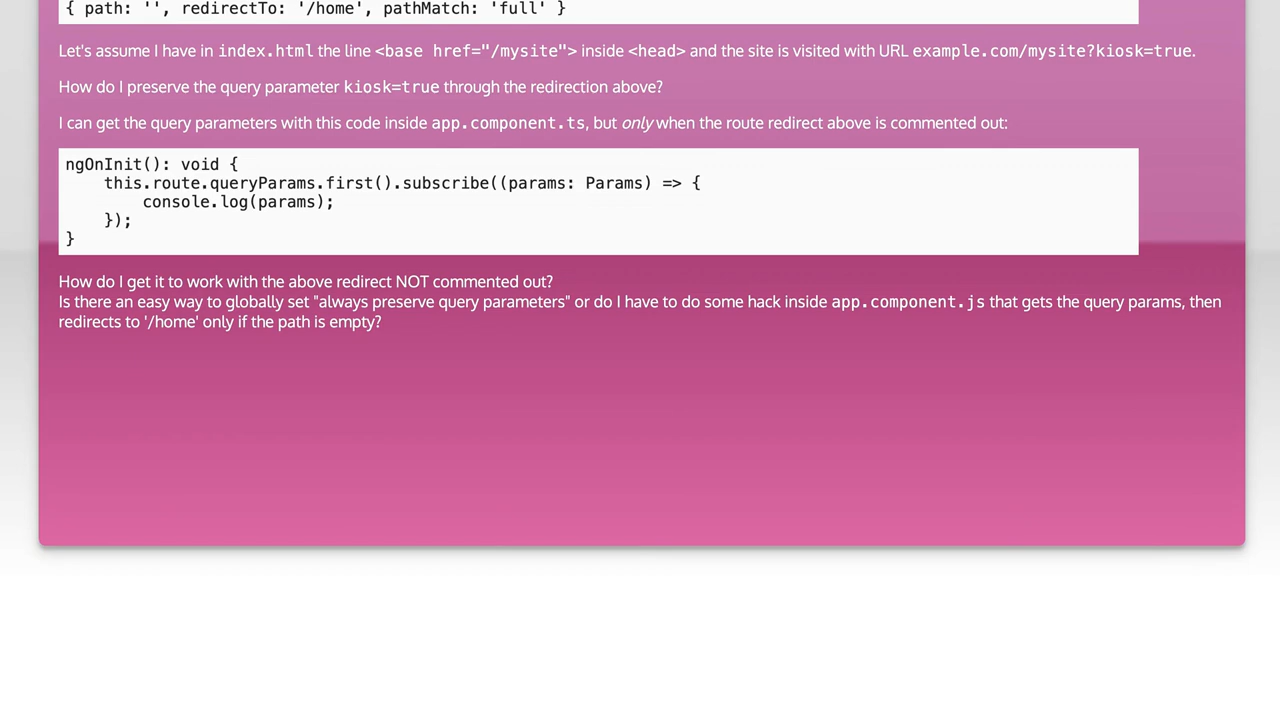 { path: '', redirectTo: '/home', pathMatch: 'full' }
Let's assume I have in index.html the line <base href="/mysite"> inside <head> and the site is visited with URL example.com/mysite?kiosk=true.
How do I preserve the query parameter kiosk=true through the redirection above?
I can get the query parameters with this code inside app.component.ts, but only when the route redirect above is commented out:
ngOnInit(): void {
    this.route.queryParams.first().subscribe((params: Params) => {
        console.log(params);
    });
}
How do I get it to work with the above redirect NOT commented out?
Is there an easy way to globally set "always preserve query parameters" or do I have to do some hack inside app.component.js that gets the query params, then
redirects to '/home' only if the path is empty?